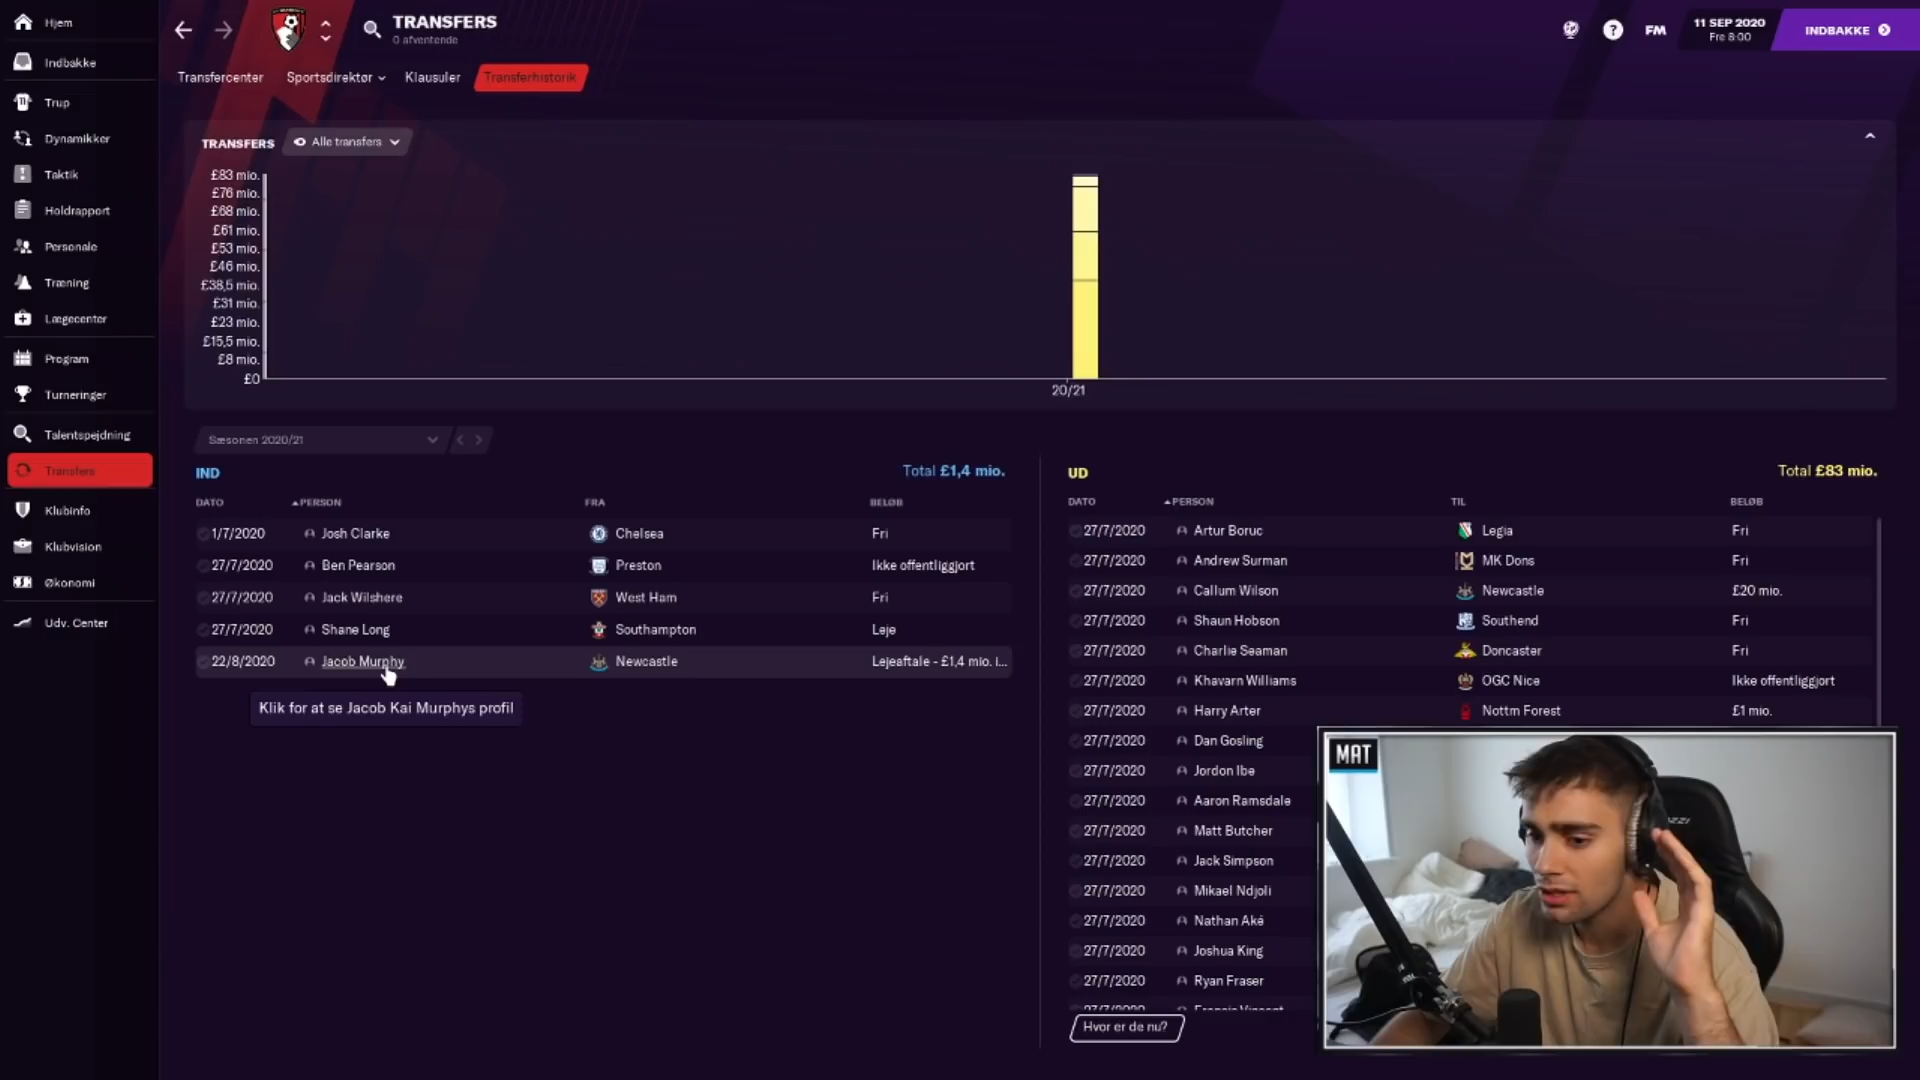 Hjem
Indbakke
Trup
Dynamikker
Taktik
Holdrapport
Personale
Træning
Lægecenter
Program
Turneringer
Talentspejdning
Transfers
Klubinfo
Klubvision
Økonomi
Udv. Center
TRANSFERS
0 afventende
FM
11 SEP 2020
Fre 8:00
INDBAKKE
Transfercenter Sportsdirektør Klausuler Transferhistorik
TRANSFERS Alle transfers
£83 mio.
£76 mio.
£68 mio.
£61 mio.
£53 mio.
£46 mio.
£38,5 mio.
£31 mio.
£23 mio.
£15,5 mio.
£8 mio.
£0
20/21
Sæsonen 2020/21
IND Total £1,4 mio.
DATO PERSON FRA BELØB
1/7/2020 Josh Clarke Chelsea Fri
27/7/2020 Ben Pearson Preston Ikke offentliggjort
27/7/2020 Jack Wilshere West Ham Fri
27/7/2020 Shane Long Southampton Leje
22/8/2020 Jacob Murphy Newcastle Lejeaftale - £1,4 mio. i...
Klik for at se Jacob Kai Murphys profil
UD Total £83 mio.
DATO PERSON TIL BELØB
27/7/2020 Artur Boruc Legia Fri
27/7/2020 Andrew Surman MK Dons Fri
27/7/2020 Callum Wilson Newcastle £20 mio.
27/7/2020 Shaun Hobson Southend Fri
27/7/2020 Charlie Seaman Doncaster Fri
27/7/2020 Khavarn Williams OGC Nice Ikke offentliggjort
27/7/2020 Harry Arter Nottm Forest £1 mio.
27/7/2020 Dan Gosling
27/7/2020 Jordon Ibe
27/7/2020 Aaron Ramsdale
27/7/2020 Matt Butcher
27/7/2020 Jack Simpson
27/7/2020 Mikael Ndjoli
27/7/2020 Nathan Aké
27/7/2020 Joshua King
27/7/2020 Ryan Fraser
Hvor er de nu?
MAT